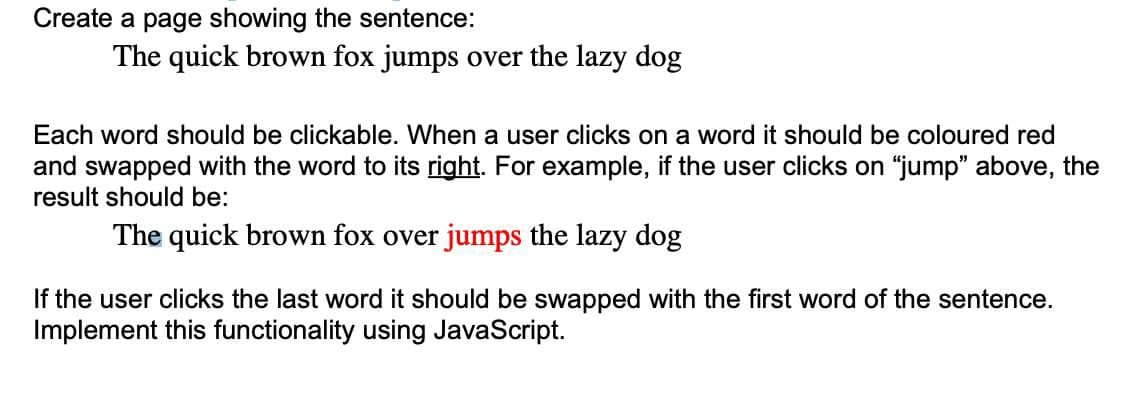 Create a page showing the sentence:
The quick brown fox jumps over the lazy dog
Each word should be clickable. When a user clicks on a word it should be coloured red
and swapped with the word to its right. For example, if the user clicks on “jump” above, the
result should be:
The quick brown fox over jumps the lazy dog
If the user clicks the last word it should be swapped with the first word of the sentence.
Implement this functionality using JavaScript.